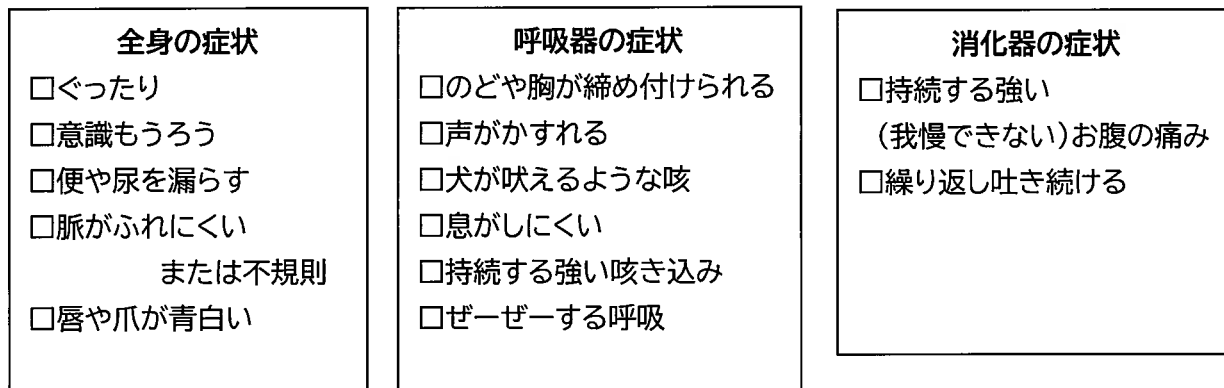 全身の症状
□ぐったり
□意識もうろう
□便や尿を漏らす
□脈がふれにくい
または不規則
□唇や爪が青白い
呼吸器の症状
□のどや胸が締め付けられる
□声がかすれる
□犬が吠えるような咳
□息がしにくい
□持続する強い咳き込み
□ぜーぜーする呼吸
消化器の症状
□持続する強い
（我慢できない）お腹の痛み
□繰り返し吐き続ける